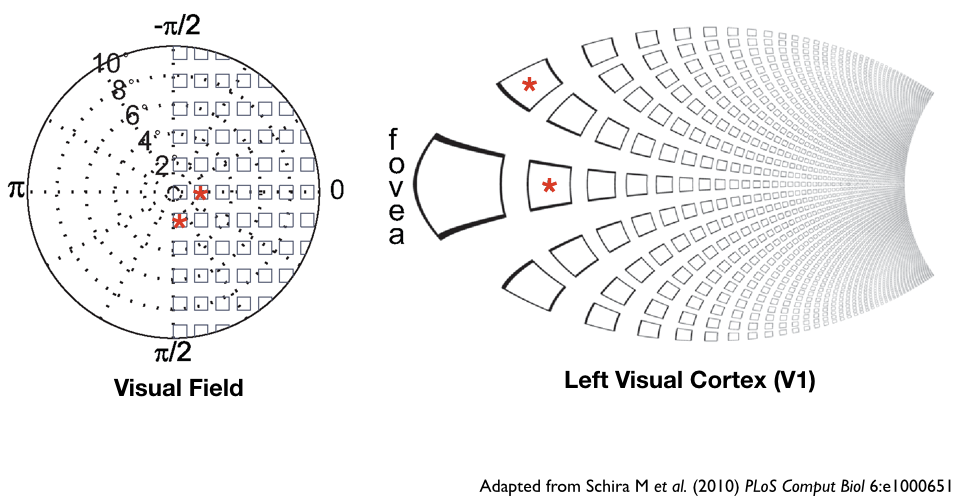 -π/2
10°
8°
6°
4°
2°
π
0
π/2
Visual Field
fovea
Left Visual Cortex (V1)
Adapted from Schira M et al. (2010) PLoS Comput Biol 6:e1000651